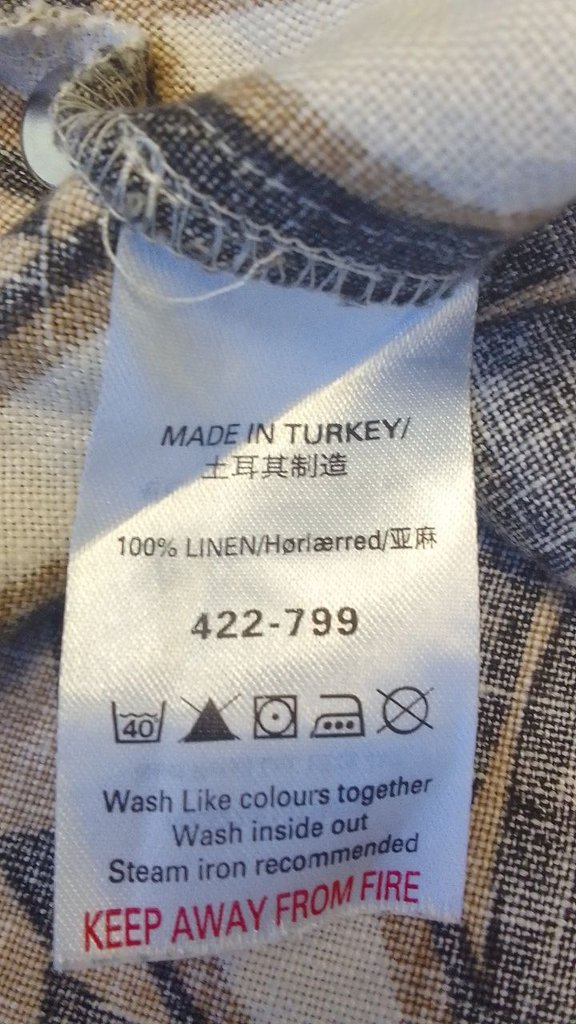 MADE IN TURKEY/
土耳其制造
100% LINEN/Hørlærred/亚麻
422-799
40
Wash Like colours together
Wash inside out
Steam iron recommended
KEEP AWAY FROM FIRE